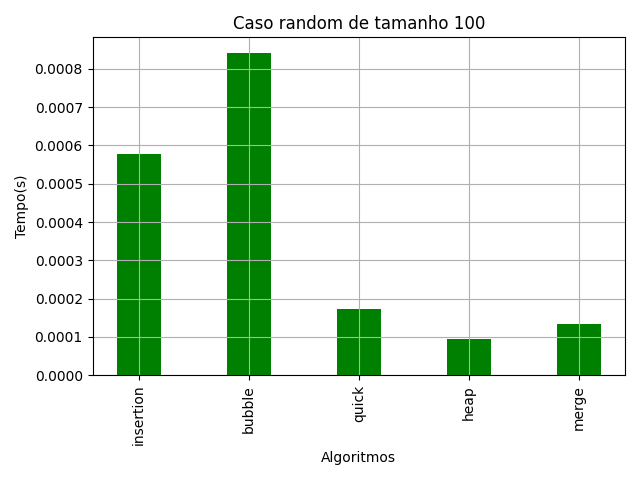 Caso random de tamanho 100
Tempo(s)
0.0008
0.0007
0.0006
0.0005
0.0004
0.0003
0.0002
0.0001
0.0000
insertion
bubble
quick
heap
merge
Algoritmos